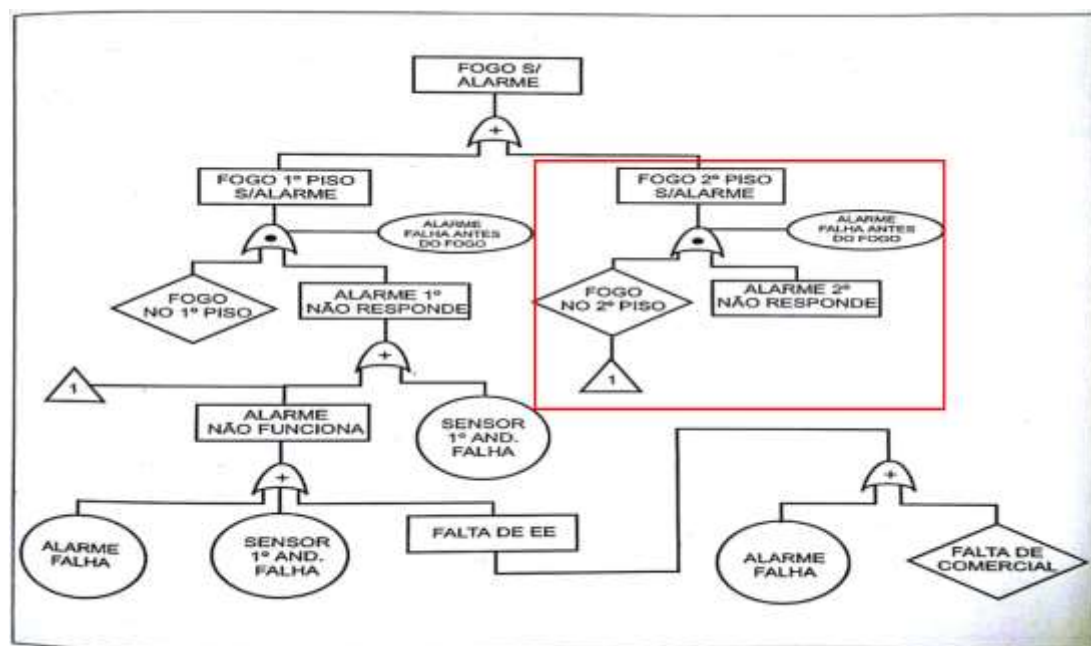 FOGO S/
ALARME
+
FOGO 1º PISO
S/ALARME
FOGO 2º PISO
S/ALARME
ALARME
FALHA ANTES
DO FOGO
ALARME
FALHA ANTES
DO FOGO
FOGO
NO 1º PISO
ALARME 1º
NÃO RESPONDE
FOGO
NO 2º PISO
ALARME 2º
NÃO RESPONDE
+
1
1
ALARME
NÃO FUNCIONA
SENSOR
1º AND.
FALHA
+
+
ALARME
FALHA
SENSOR
1º AND.
FALHA
FALTA DE EE
ALARME
FALHA
FALTA DE
COMERCIAL